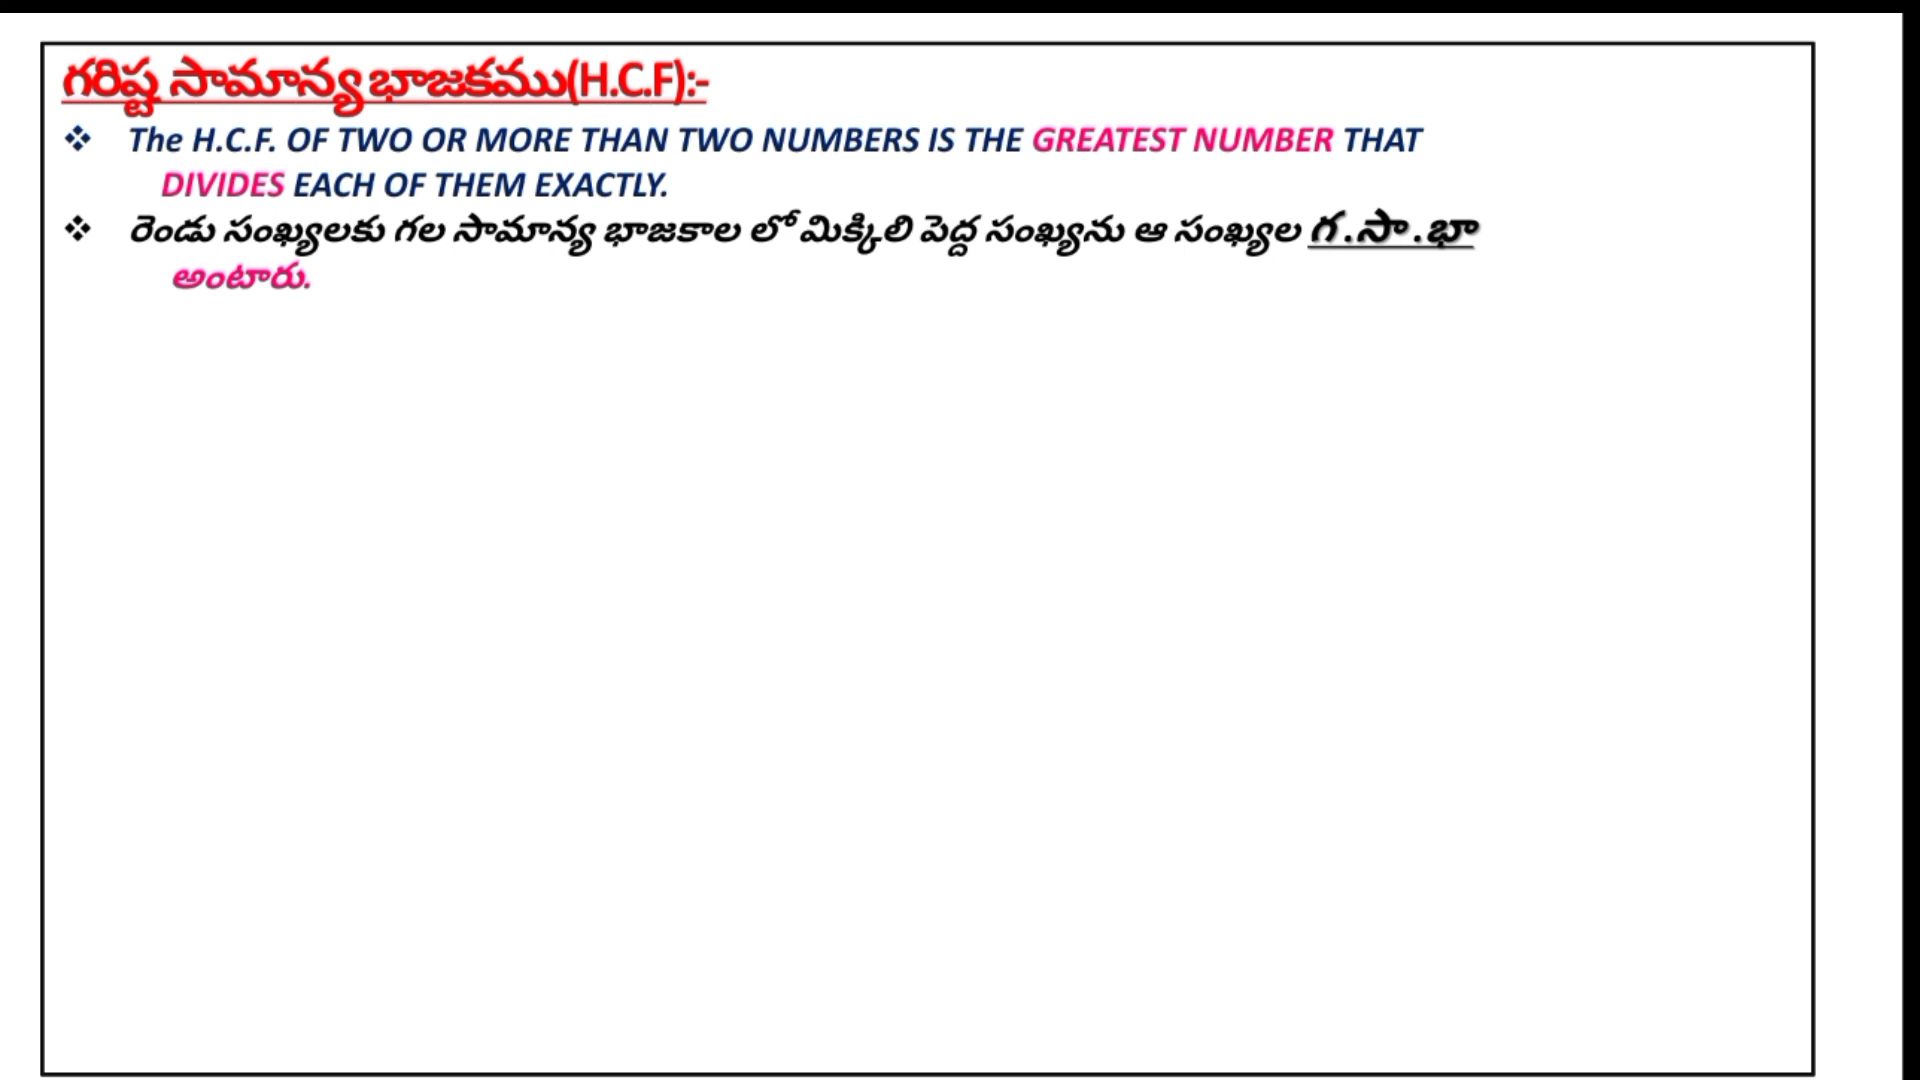 గరిష్ట సామాన్య భాజకము(H.C.F):-
❖ The H.C.F. OF TWO OR MORE THAN TWO NUMBERS IS THE GREATEST NUMBER THAT
DIVIDES EACH OF THEM EXACTLY.
❖ రెండు సంఖ్యలకు గల సామాన్య భాజకాల లో మిక్కిలి పెద్ద సంఖ్యను ఆ సంఖ్యల గ .సా .భా
అంటారు.